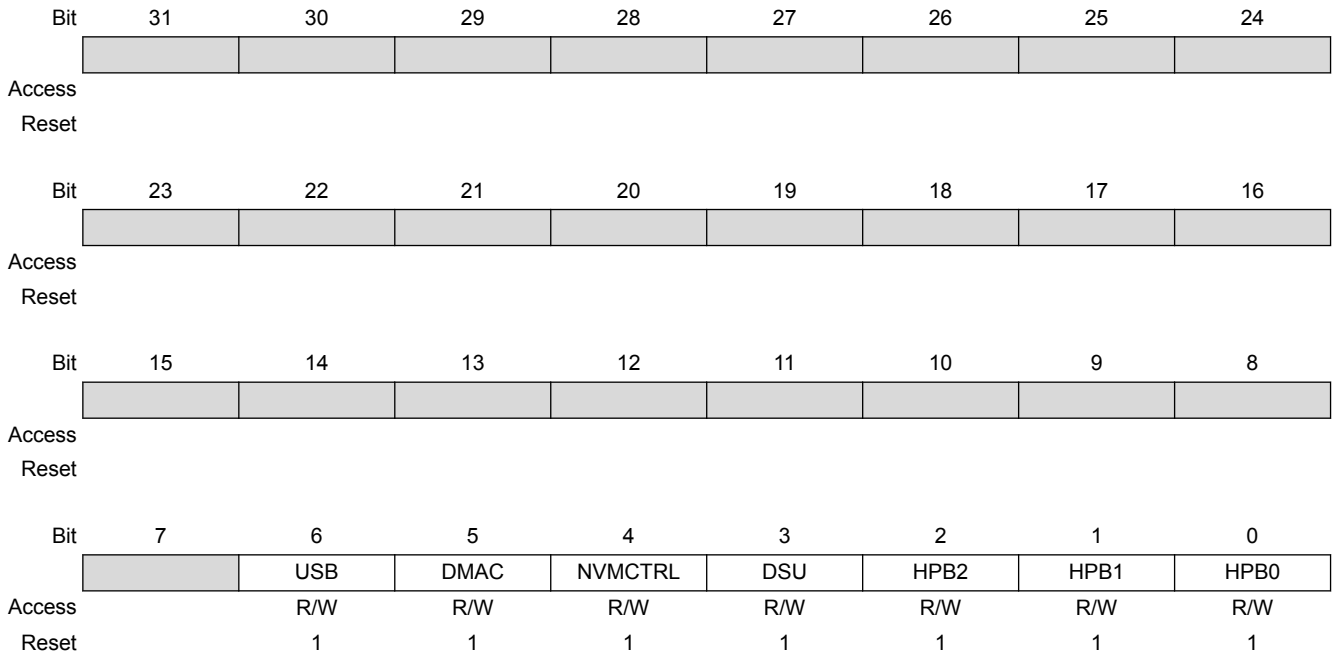 Bit 31 30 29 28 27 26 25 24
Access
Reset
Bit 23 22 21 20 19 18 17 16
Access
Reset
Bit 15 14 13 12 11 10 9 8
Access
Reset
Bit 7 6 5 4 3 2 1 0
USB DMAC NVMCTRL DSU HPB2 HPB1 HPB0
Access R/W R/W R/W R/W R/W R/W R/W
Reset 1 1 1 1 1 1 1